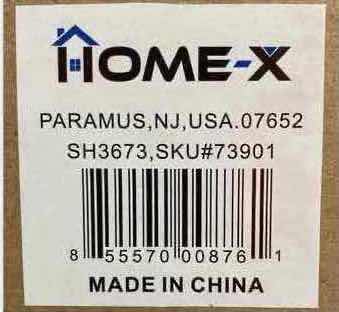 HOME-X
PARAMUS,NJ,USA.07652
SH3673,SKU#73901
8 55570 00876 1
MADE IN CHINA